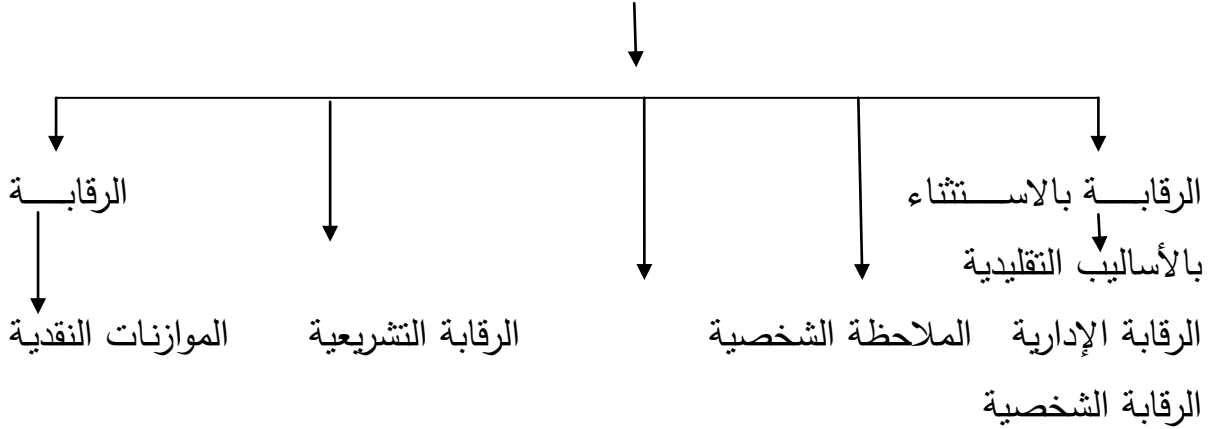 الرقابة بالاستثناء الرقابة
بالأساليب التقليدية
الرقابة الإدارية الملاحظة الشخصية الرقابة التشريعية الموازنات النقدية
الرقابة الشخصية